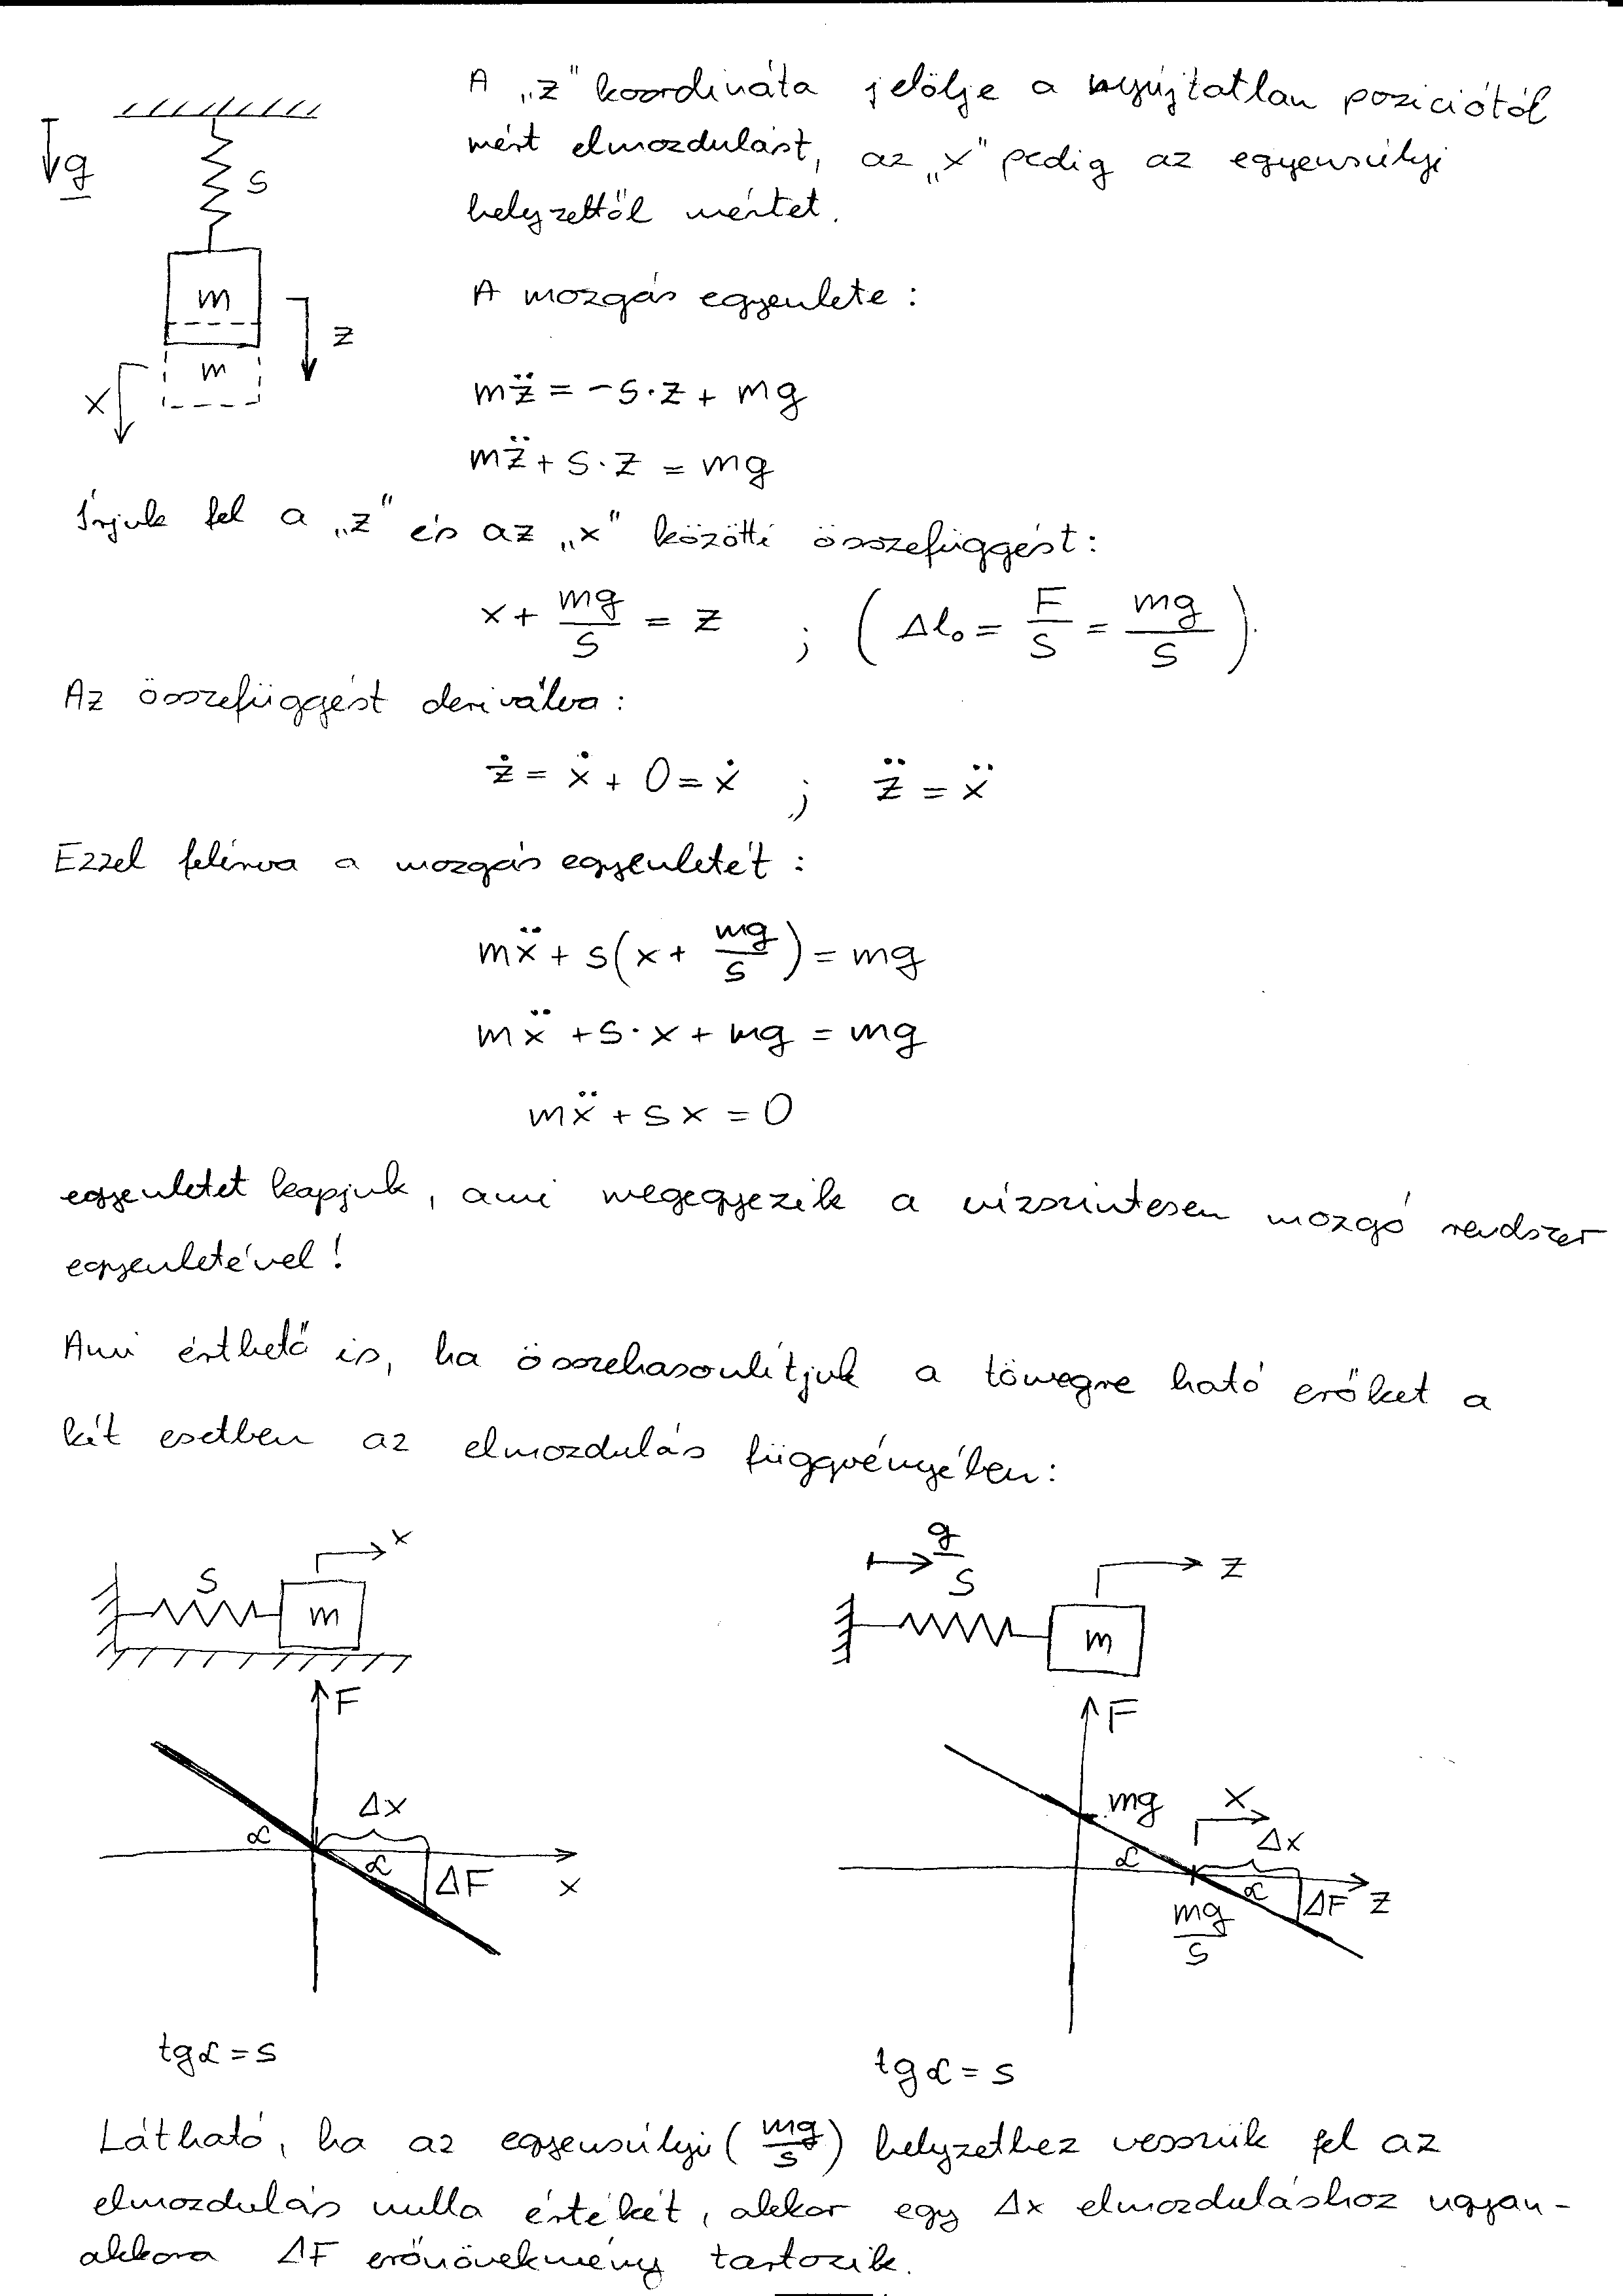 A „z" koordináta jelölje a nyújtatlan poziciótól
mért elmozdulást, az „x" pedig az egyensúlyi
helyzettől mértet.
g
s
m
m
z
x
A mozgás egyenlete:
mz̈ = -s·z + mg
mz̈ + s·z = mg
Írjuk fel a „z" és az „x" közötti összefüggést:
x + mg/s = z ; (Δl₀ = F/s = mg/s).
Az összefüggést deriválva:
ż = ẋ + 0 = ẋ ; z̈ = ẍ
Ezzel felírva a mozgás egyenletét:
mẍ + s(x + mg/s) = mg
mẍ + s·x + mg = mg
mẍ + sx = 0
egyenletet kapjuk, ami megegyezik a vízszintesen mozgó rendszer
egyenletével!
Ami érthető is, ha összehasonlítjuk a tömegre ható erőket a
két esetben az elmozdulás függvényében:
s
m
x
g
s
m
z
F
Δx
α
α
ΔF
x
F
mg
x
Δx
α
α
ΔF
z
mg/s
tgα = s
tgα = s
Látható, ha az egyensúlyi (mg/s) helyzethez vesszük fel az
elmozdulás nulla értékét, akkor egy Δx elmozduláshoz ugyan-
akkora ΔF erőnövekmény tartozik.